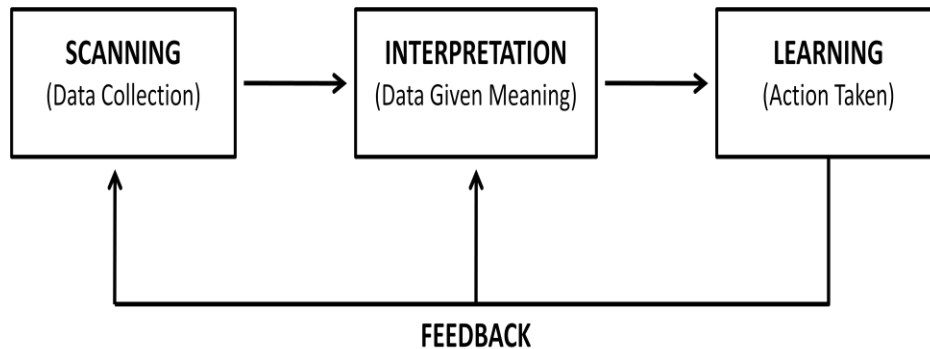 SCANNING
(Data Collection)
INTERPRETATION
(Data Given Meaning)
LEARNING
(Action Taken)
FEEDBACK